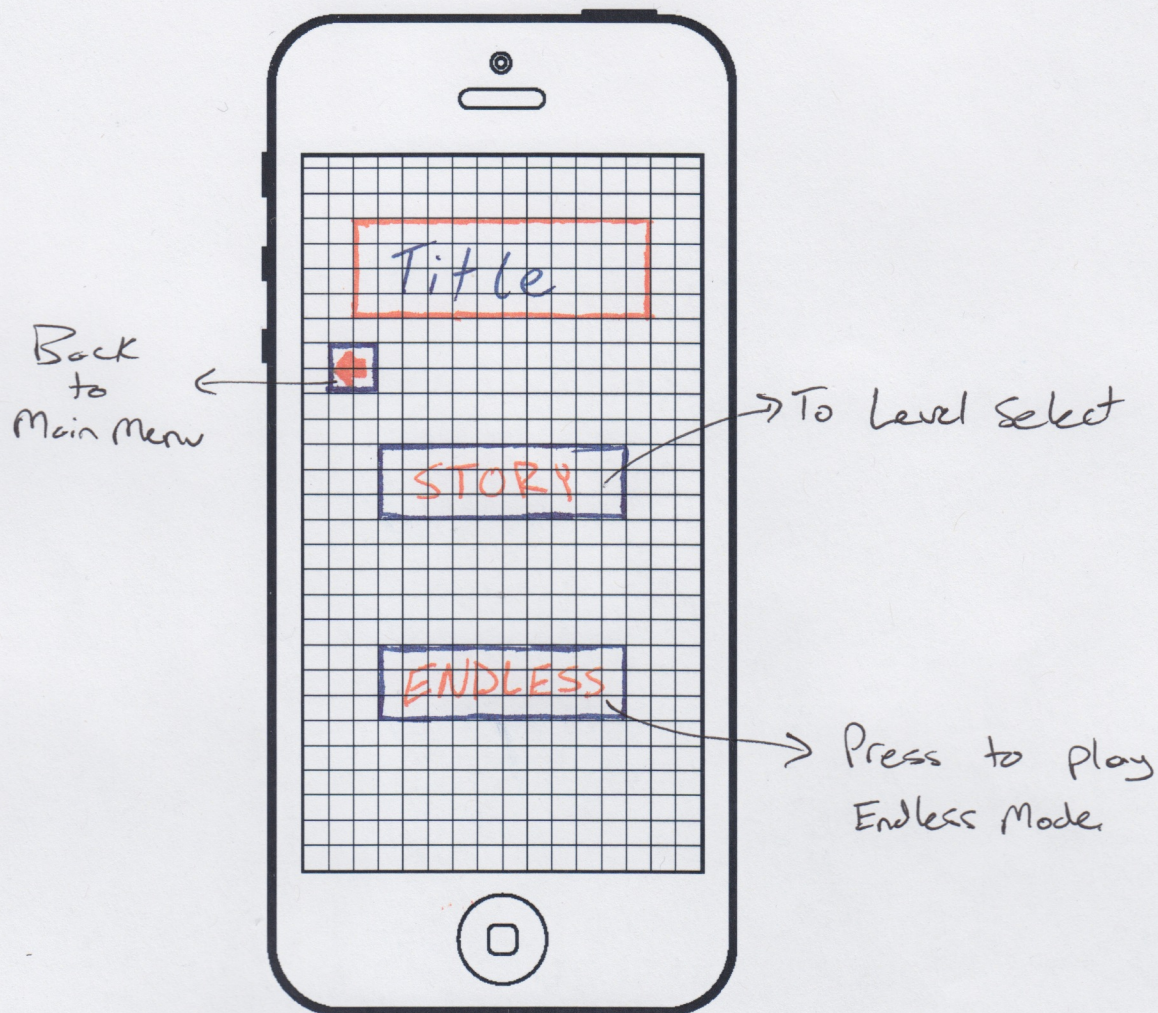 Title
Back
to
Main Menu
To Level Select
STORY
ENDLESS
Press to play
Endless Mode